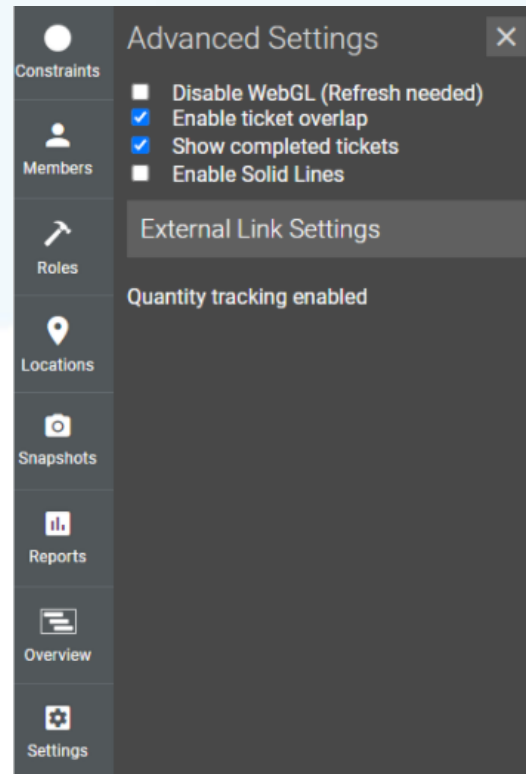 Constraints
Members
Roles
Locations
Snapshots
Reports
Overview
Settings
Advanced Settings
Disable WebGL (Refresh needed)
Enable ticket overlap
Show completed tickets
Enable Solid Lines
External Link Settings
Quantity tracking enabled